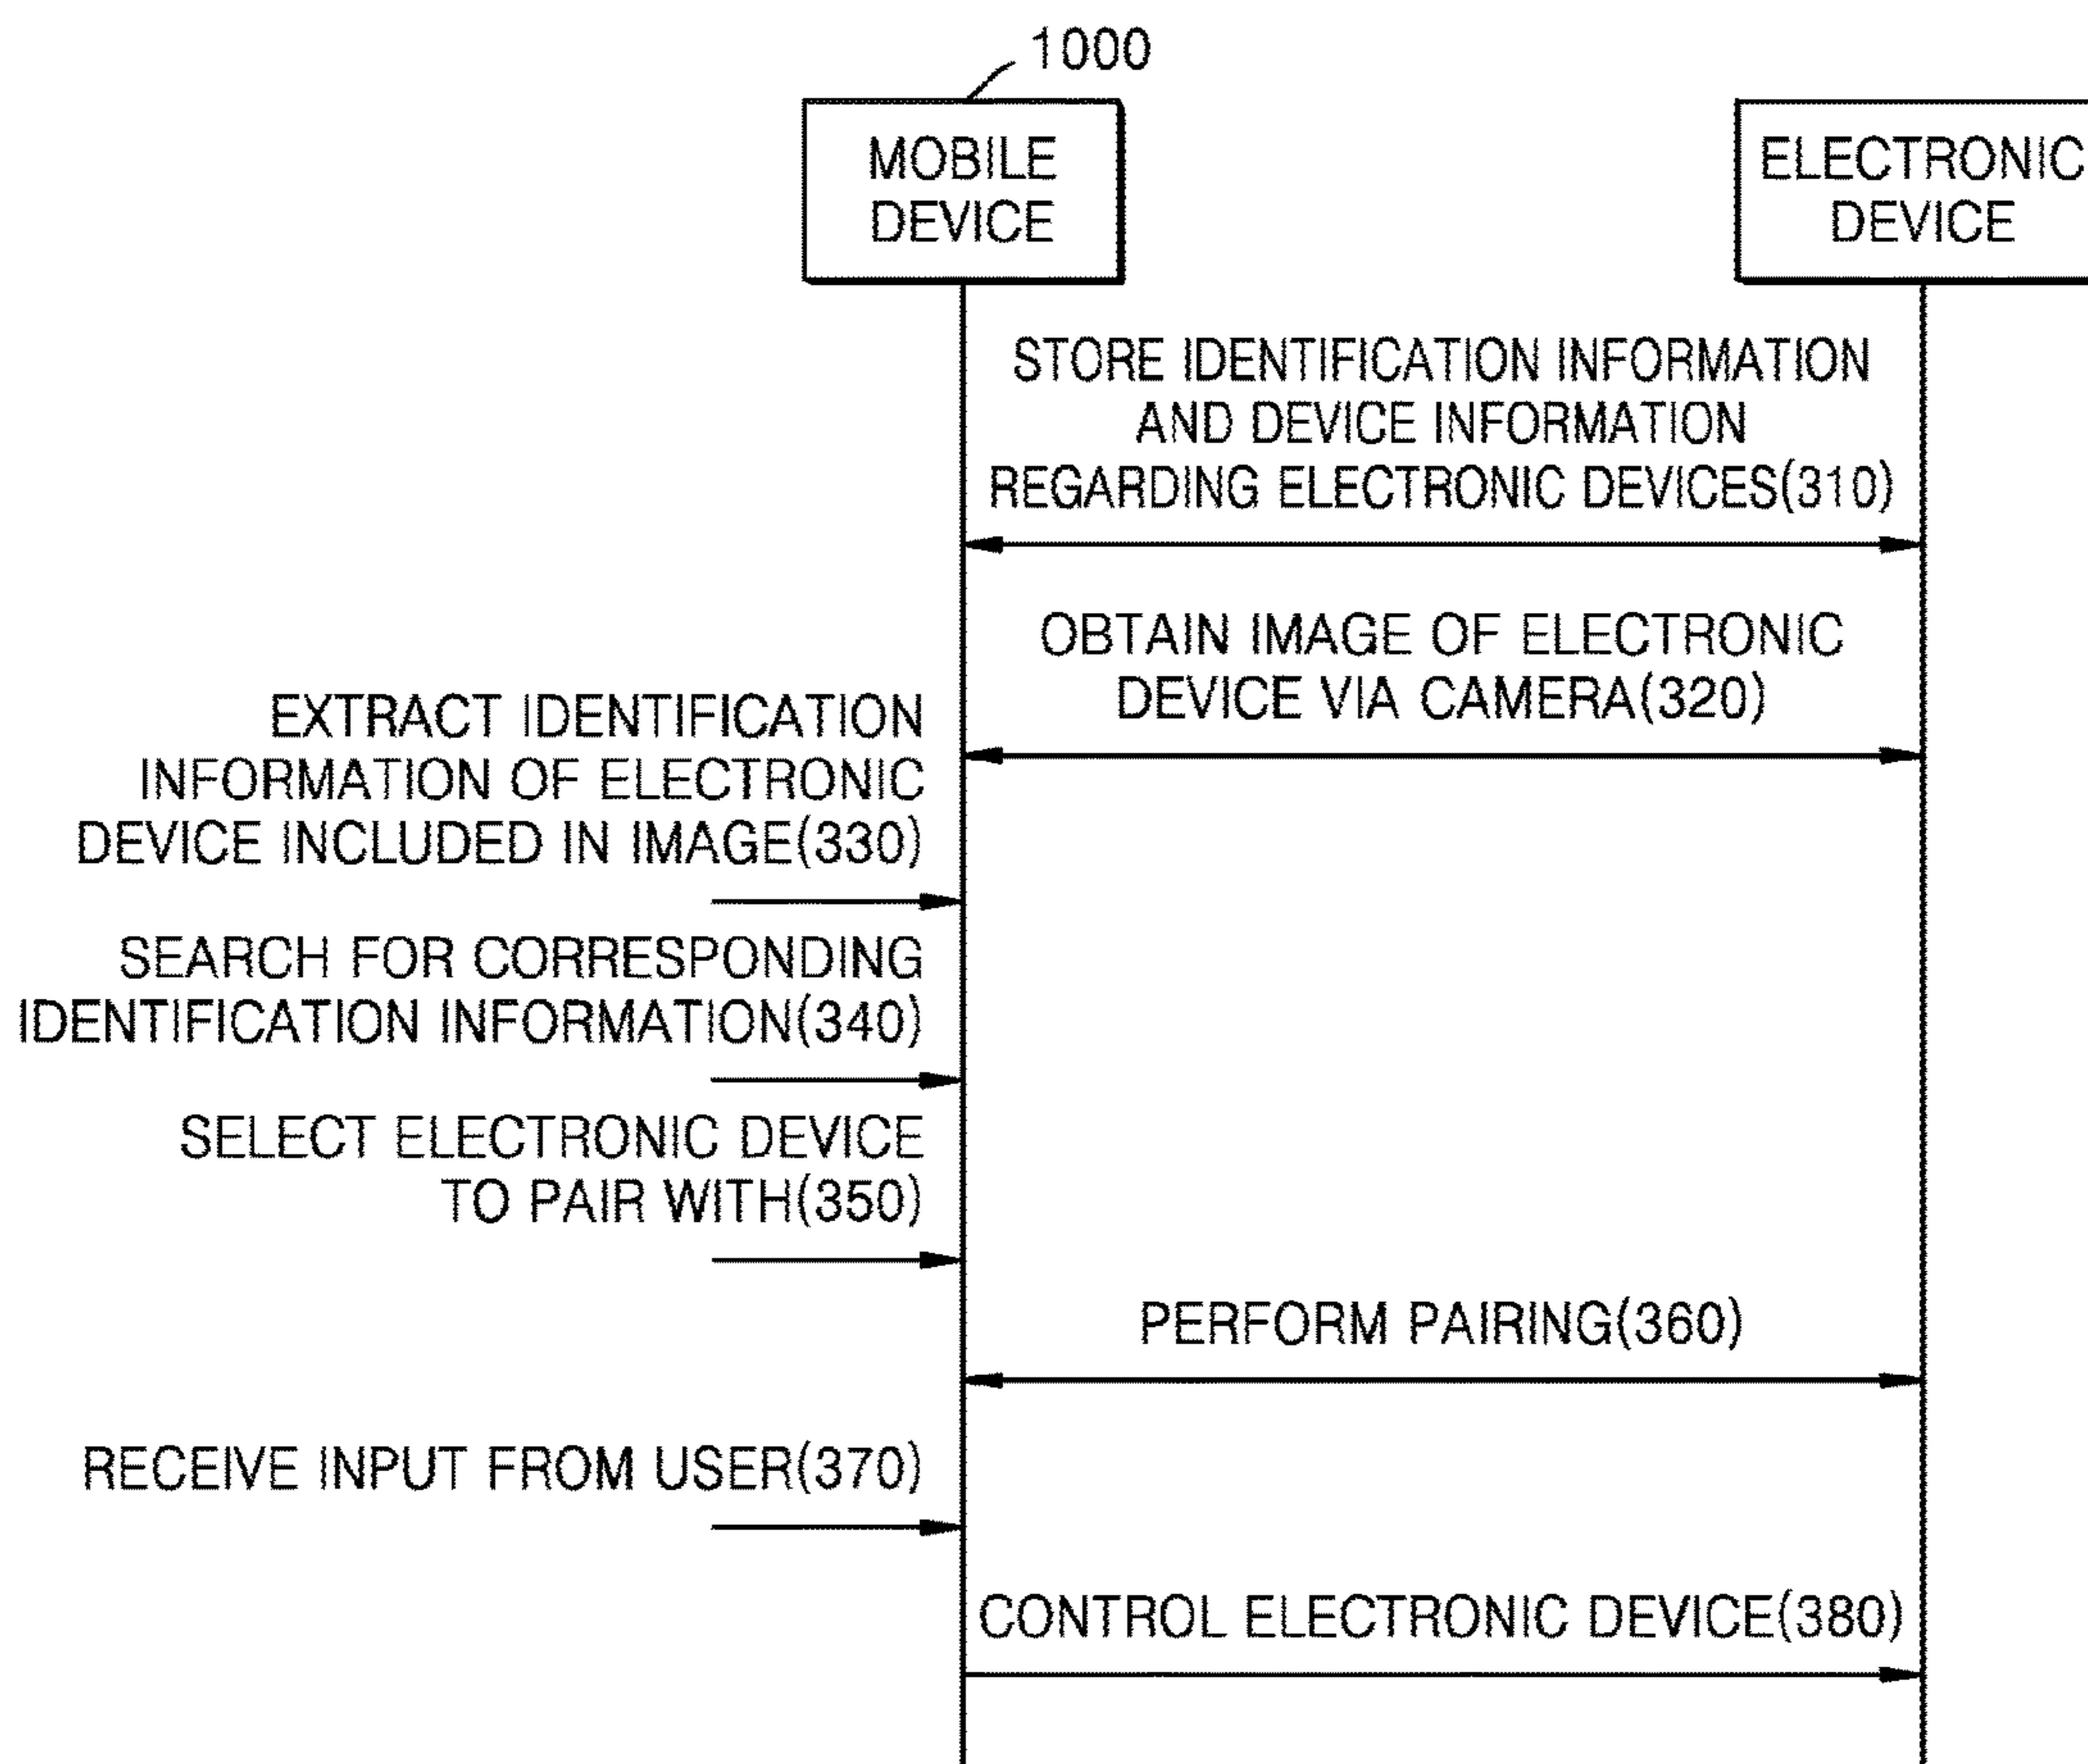 1000
MOBILE
DEVICE
ELECTRONIC
DEVICE
STORE IDENTIFICATION INFORMATION
AND DEVICE INFORMATION
REGARDING ELECTRONIC DEVICES(310)
OBTAIN IMAGE OF ELECTRONIC
DEVICE VIA CAMERA(320)
EXTRACT IDENTIFICATION
INFORMATION OF ELECTRONIC
DEVICE INCLUDED IN IMAGE(330)
SEARCH FOR CORRESPONDING
IDENTIFICATION INFORMATION(340)
SELECT ELECTRONIC DEVICE
TO PAIR WITH(350)
PERFORM PAIRING(360)
RECEIVE INPUT FROM USER(370)
CONTROL ELECTRONIC DEVICE(380)